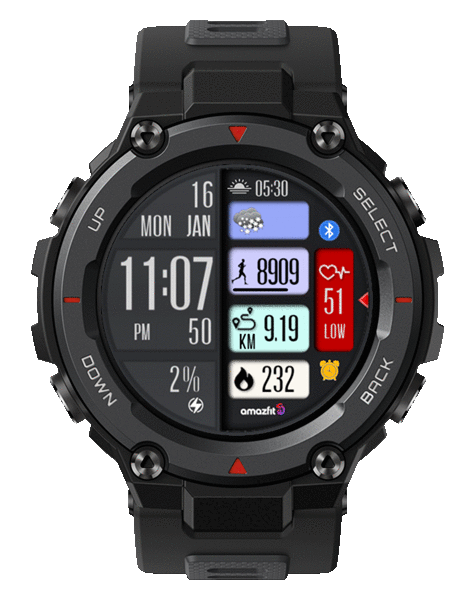 UP
SELECT
DOWN
BACK
16
MON JAN
11:07
PM 50
2%
05:30
8909
KM 9.19
232
51
LOW
amazfit